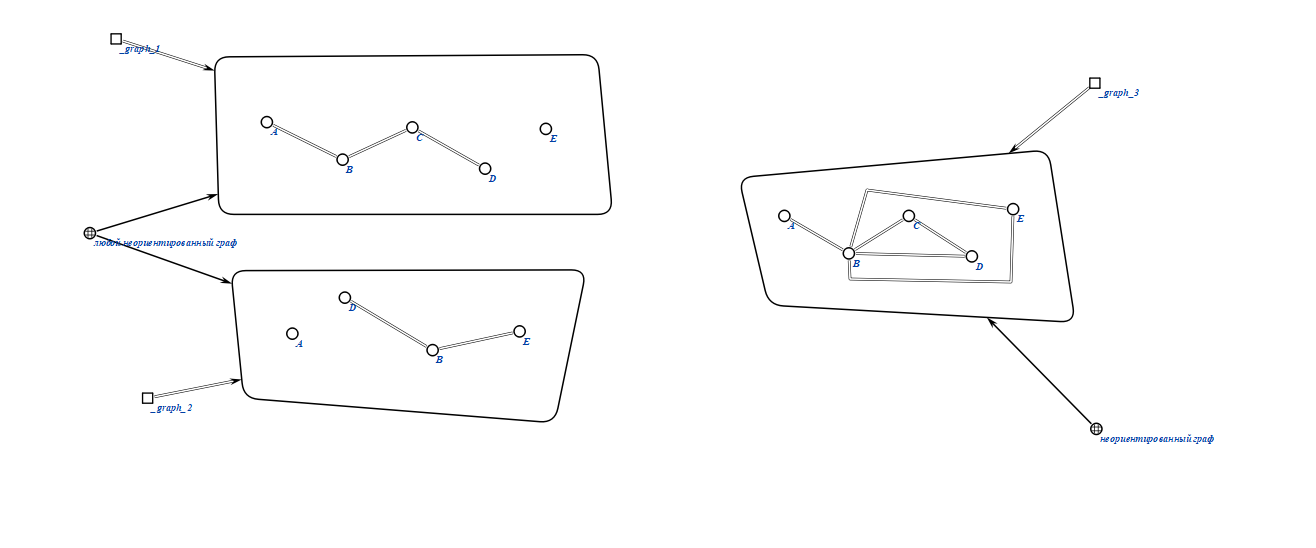 _graph_1
A
B
C
D
E
любой неориентированный граф
D
A
B
E
_graph_2
_graph_3
A
B
C
D
E
неориентированный граф